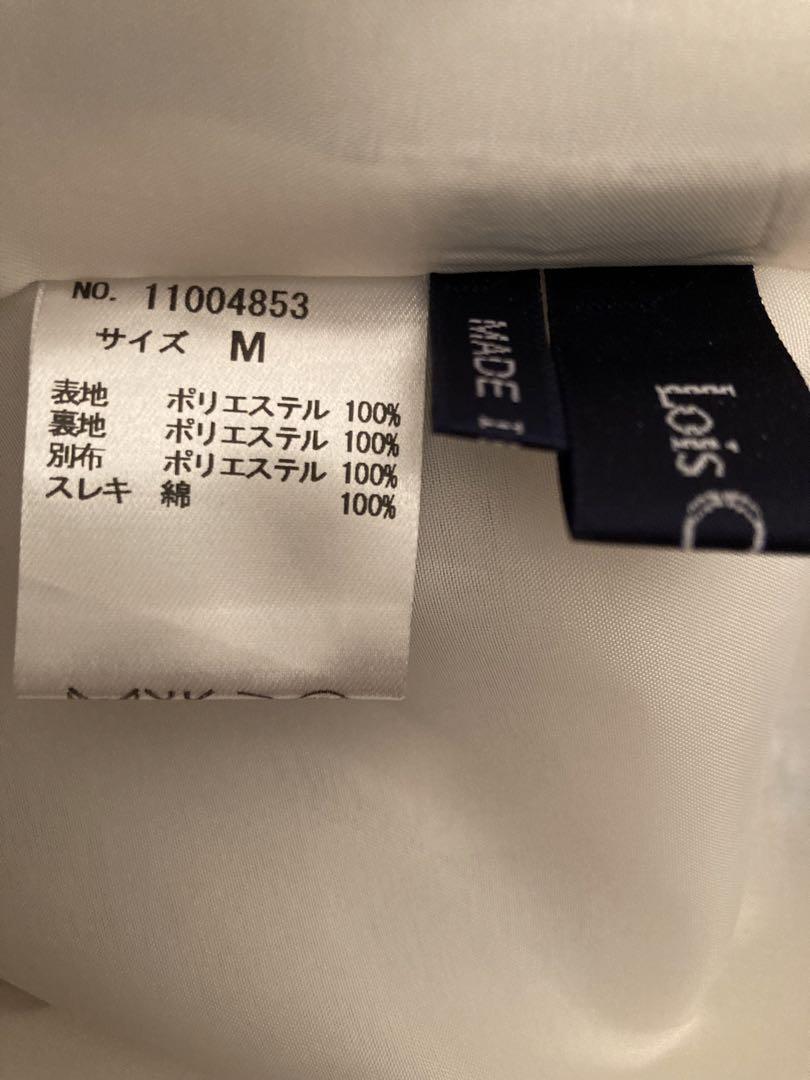 NO. 11004853
サイズ M
表地 ポリエステル 100%
裏地 ポリエステル 100%
別布 ポリエステル 100%
スレキ 綿 100%
MADE
Lois